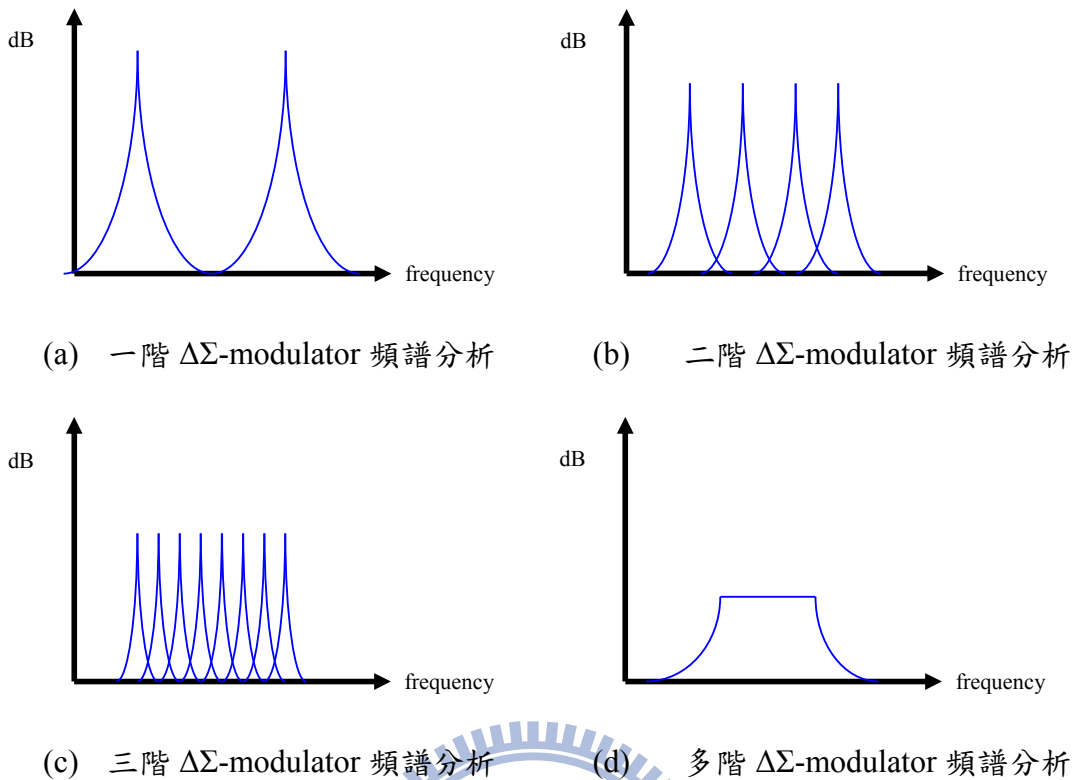 dB
frequency
(a) 一階 ΔΣ-modulator 頻譜分析
dB
frequency
(b) 二階 ΔΣ-modulator 頻譜分析
dB
frequency
(c) 三階 ΔΣ-modulator 頻譜分析
dB
frequency
(d) 多階 ΔΣ-modulator 頻譜分析